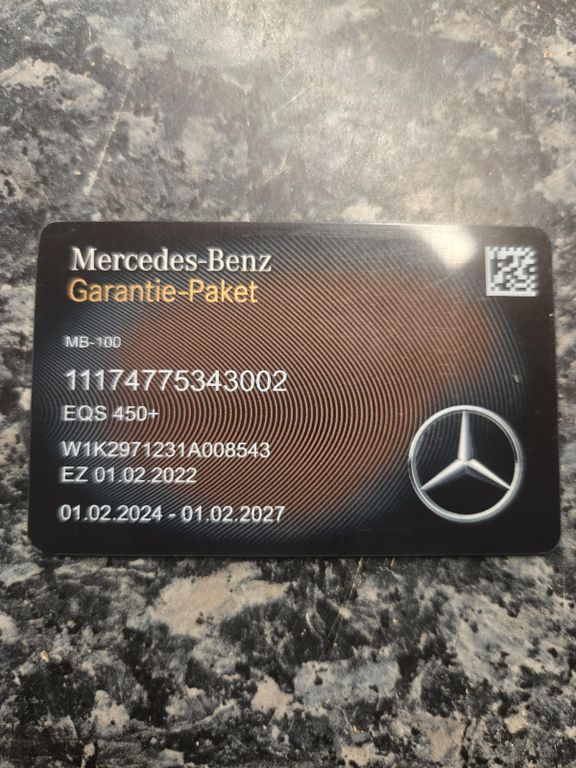 Mercedes-Benz
Garantie-Paket
MB-100
11174775343002
EQS 450+
W1K2971231A008543
EZ 01.02.2022
01.02.2024 - 01.02.2027